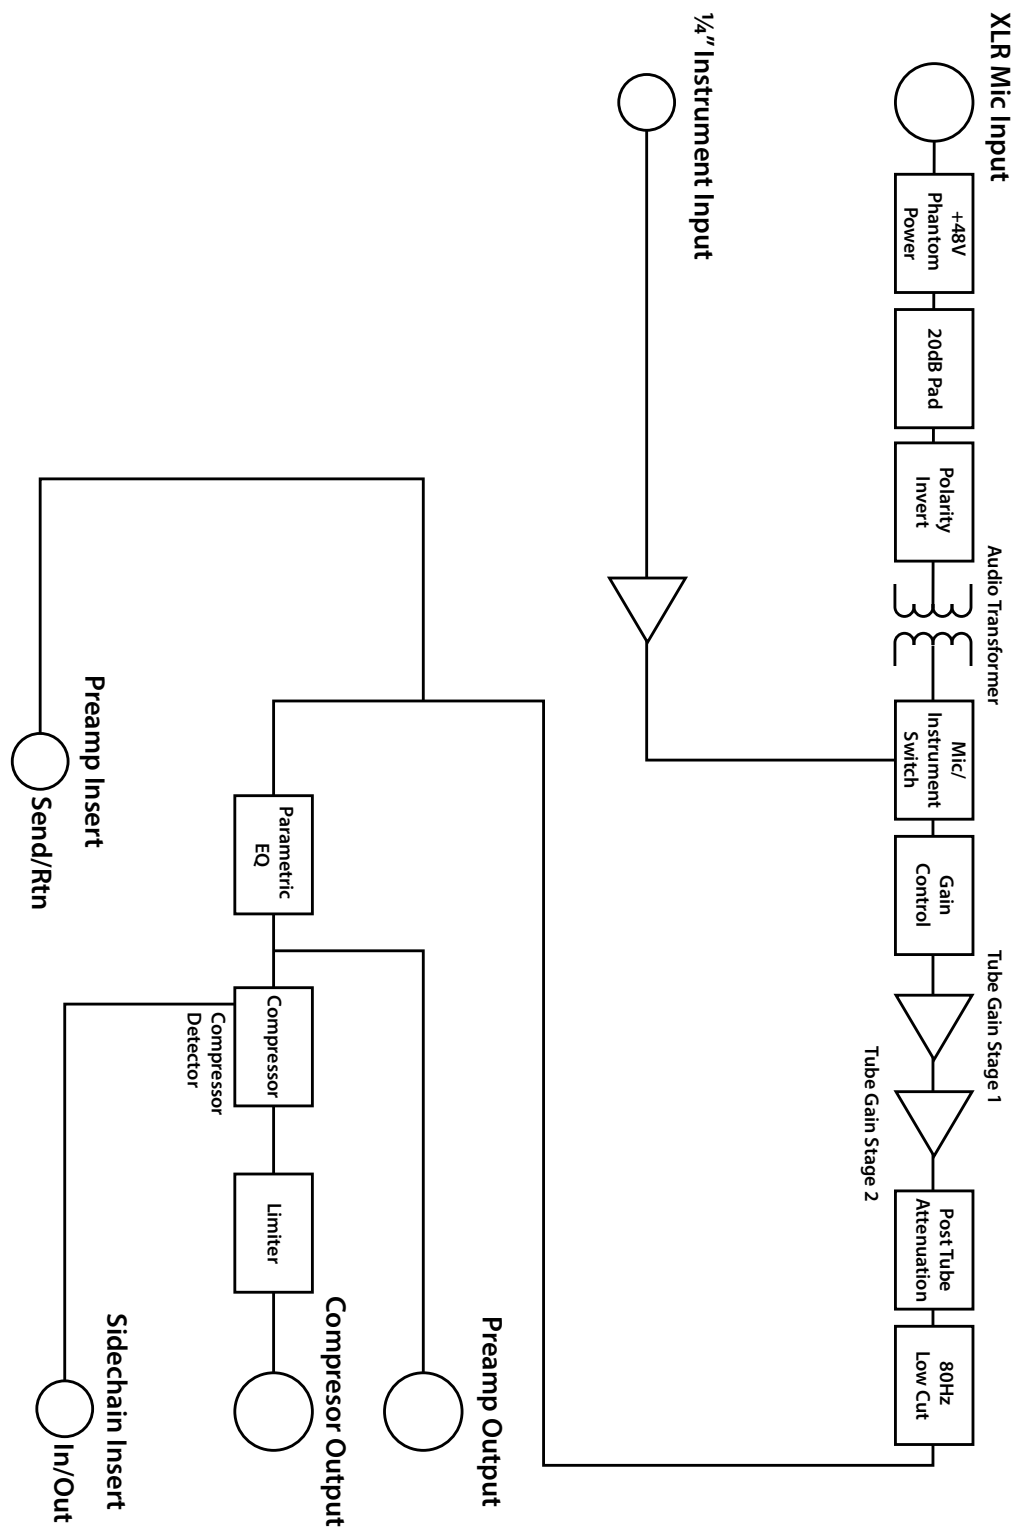 XLR Mic Input
+48V
Phantom
Power
20dB Pad
Polarity
Invert
Audio Transformer
Mic/
Instrument
Switch
Gain
Control
Tube Gain Stage 1
Tube Gain Stage 2
Post Tube
Attenuation
80Hz
Low Cut
¼” Instrument Input
Preamp Output
Parametric
EQ
Compressor
Compressor
Detector
Limiter
Compresor Output
Preamp Insert
Send/Rtn
Sidechain Insert
In/Out